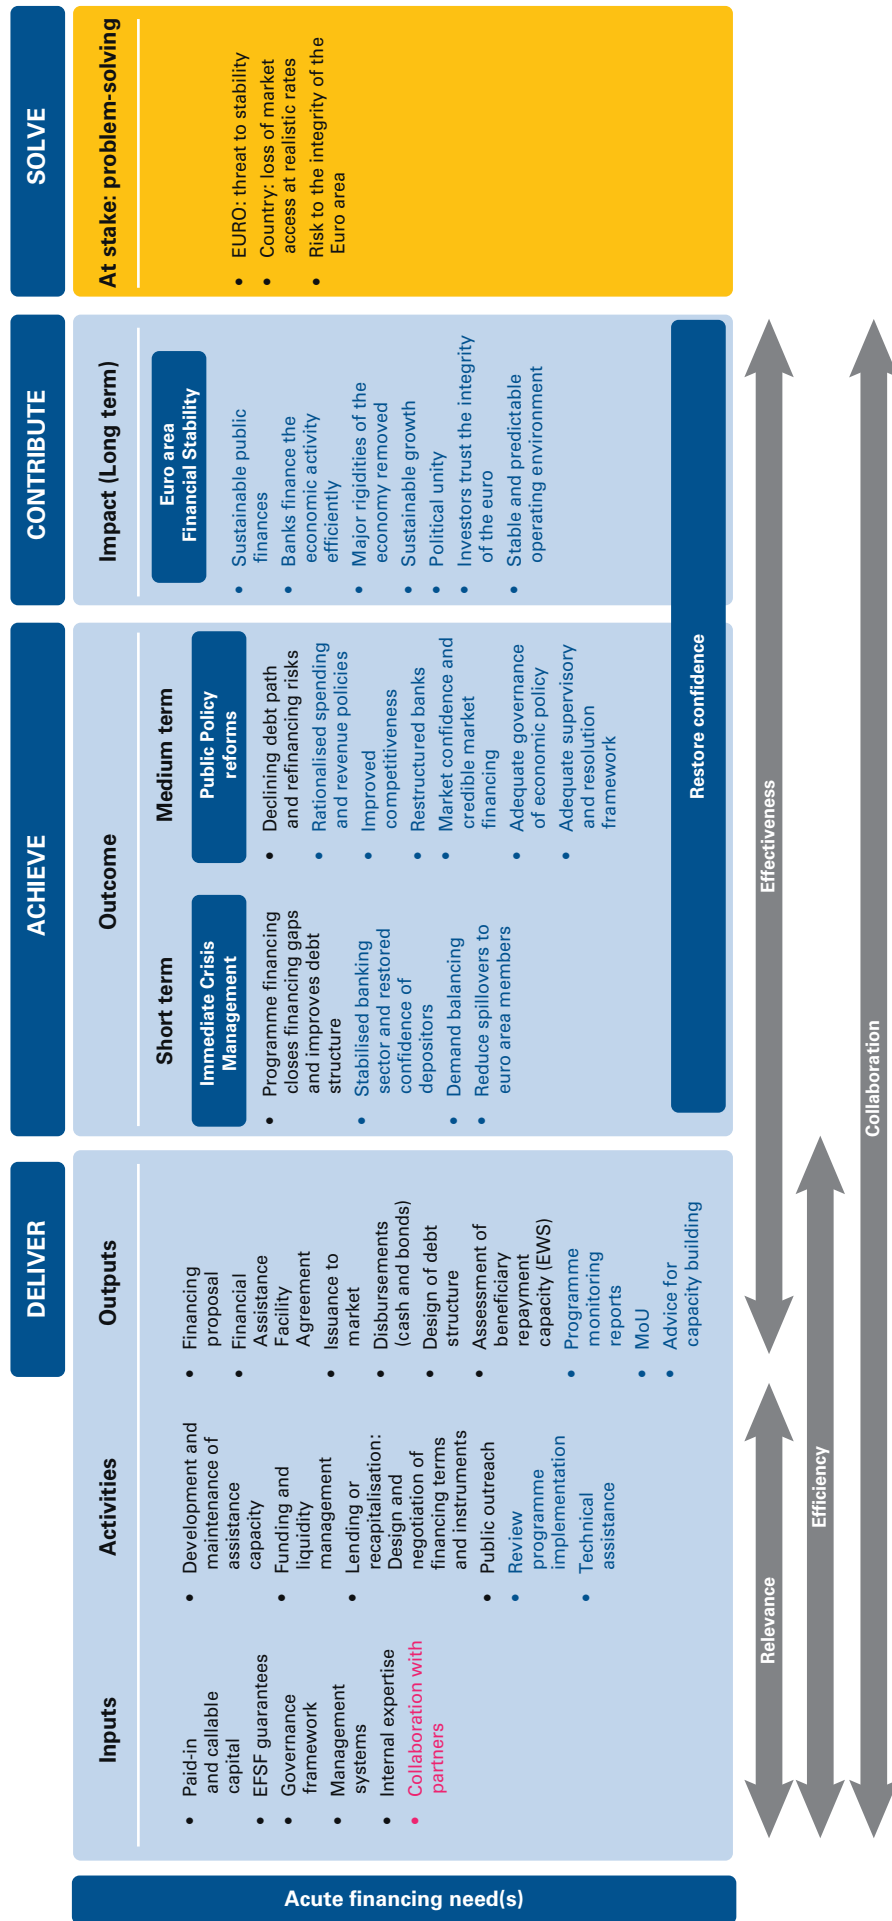 Acute financing need(s)
DELIVER
Inputs
• Paid-in
and callable
capital
• EFSF guarantees
• Governance
framework
• Management
systems
• Internal expertise
• Collaboration with
partners
Activities
• Development and
maintenance of
assistance
capacity
• Funding and
liquidity
management
• Lending or
recapitalisation:
Design and
negotiation of
financing terms
and instruments
• Public outreach
• Review
programme
implementation
• Technical
assistance
Outputs
• Financing
proposal
• Financial
Assistance
Facility
Agreement
• Issuance to
market
• Disbursements
(cash and bonds)
• Design of debt
structure
• Assessment of
beneficiary
repayment
capacity (EWS)
• Programme
monitoring
reports
• MoU
• Advice for
capacity building
ACHIEVE
Outcome
Short term
Immediate Crisis
Management
• Programme financing
closes financing gaps
and improves debt
structure
• Stabilised banking
sector and restored
confidence of
depositors
• Demand balancing
• Reduce spillovers to
euro area members
Medium term
Public Policy
reforms
• Declining debt path
and refinancing risks
• Rationalised spending
and revenue policies
• Improved
competitiveness
• Restructured banks
• Market confidence and
credible market
financing
• Adequate governance
of economic policy
• Adequate supervisory
and resolution
framework
CONTRIBUTE
Impact (Long term)
Euro area
Financial Stability
• Sustainable public
finances
• Banks finance the
economic activity
efficiently
• Major rigidities of the
economy removed
• Sustainable growth
• Political unity
• Investors trust the integrity
of the euro
• Stable and predictable
operating environment
Restore confidence
SOLVE
At stake: problem-solving
• EURO: threat to stability
• Country: loss of market
access at realistic rates
• Risk to the integrity of the
Euro area
Relevance
Effectiveness
Efficiency
Collaboration